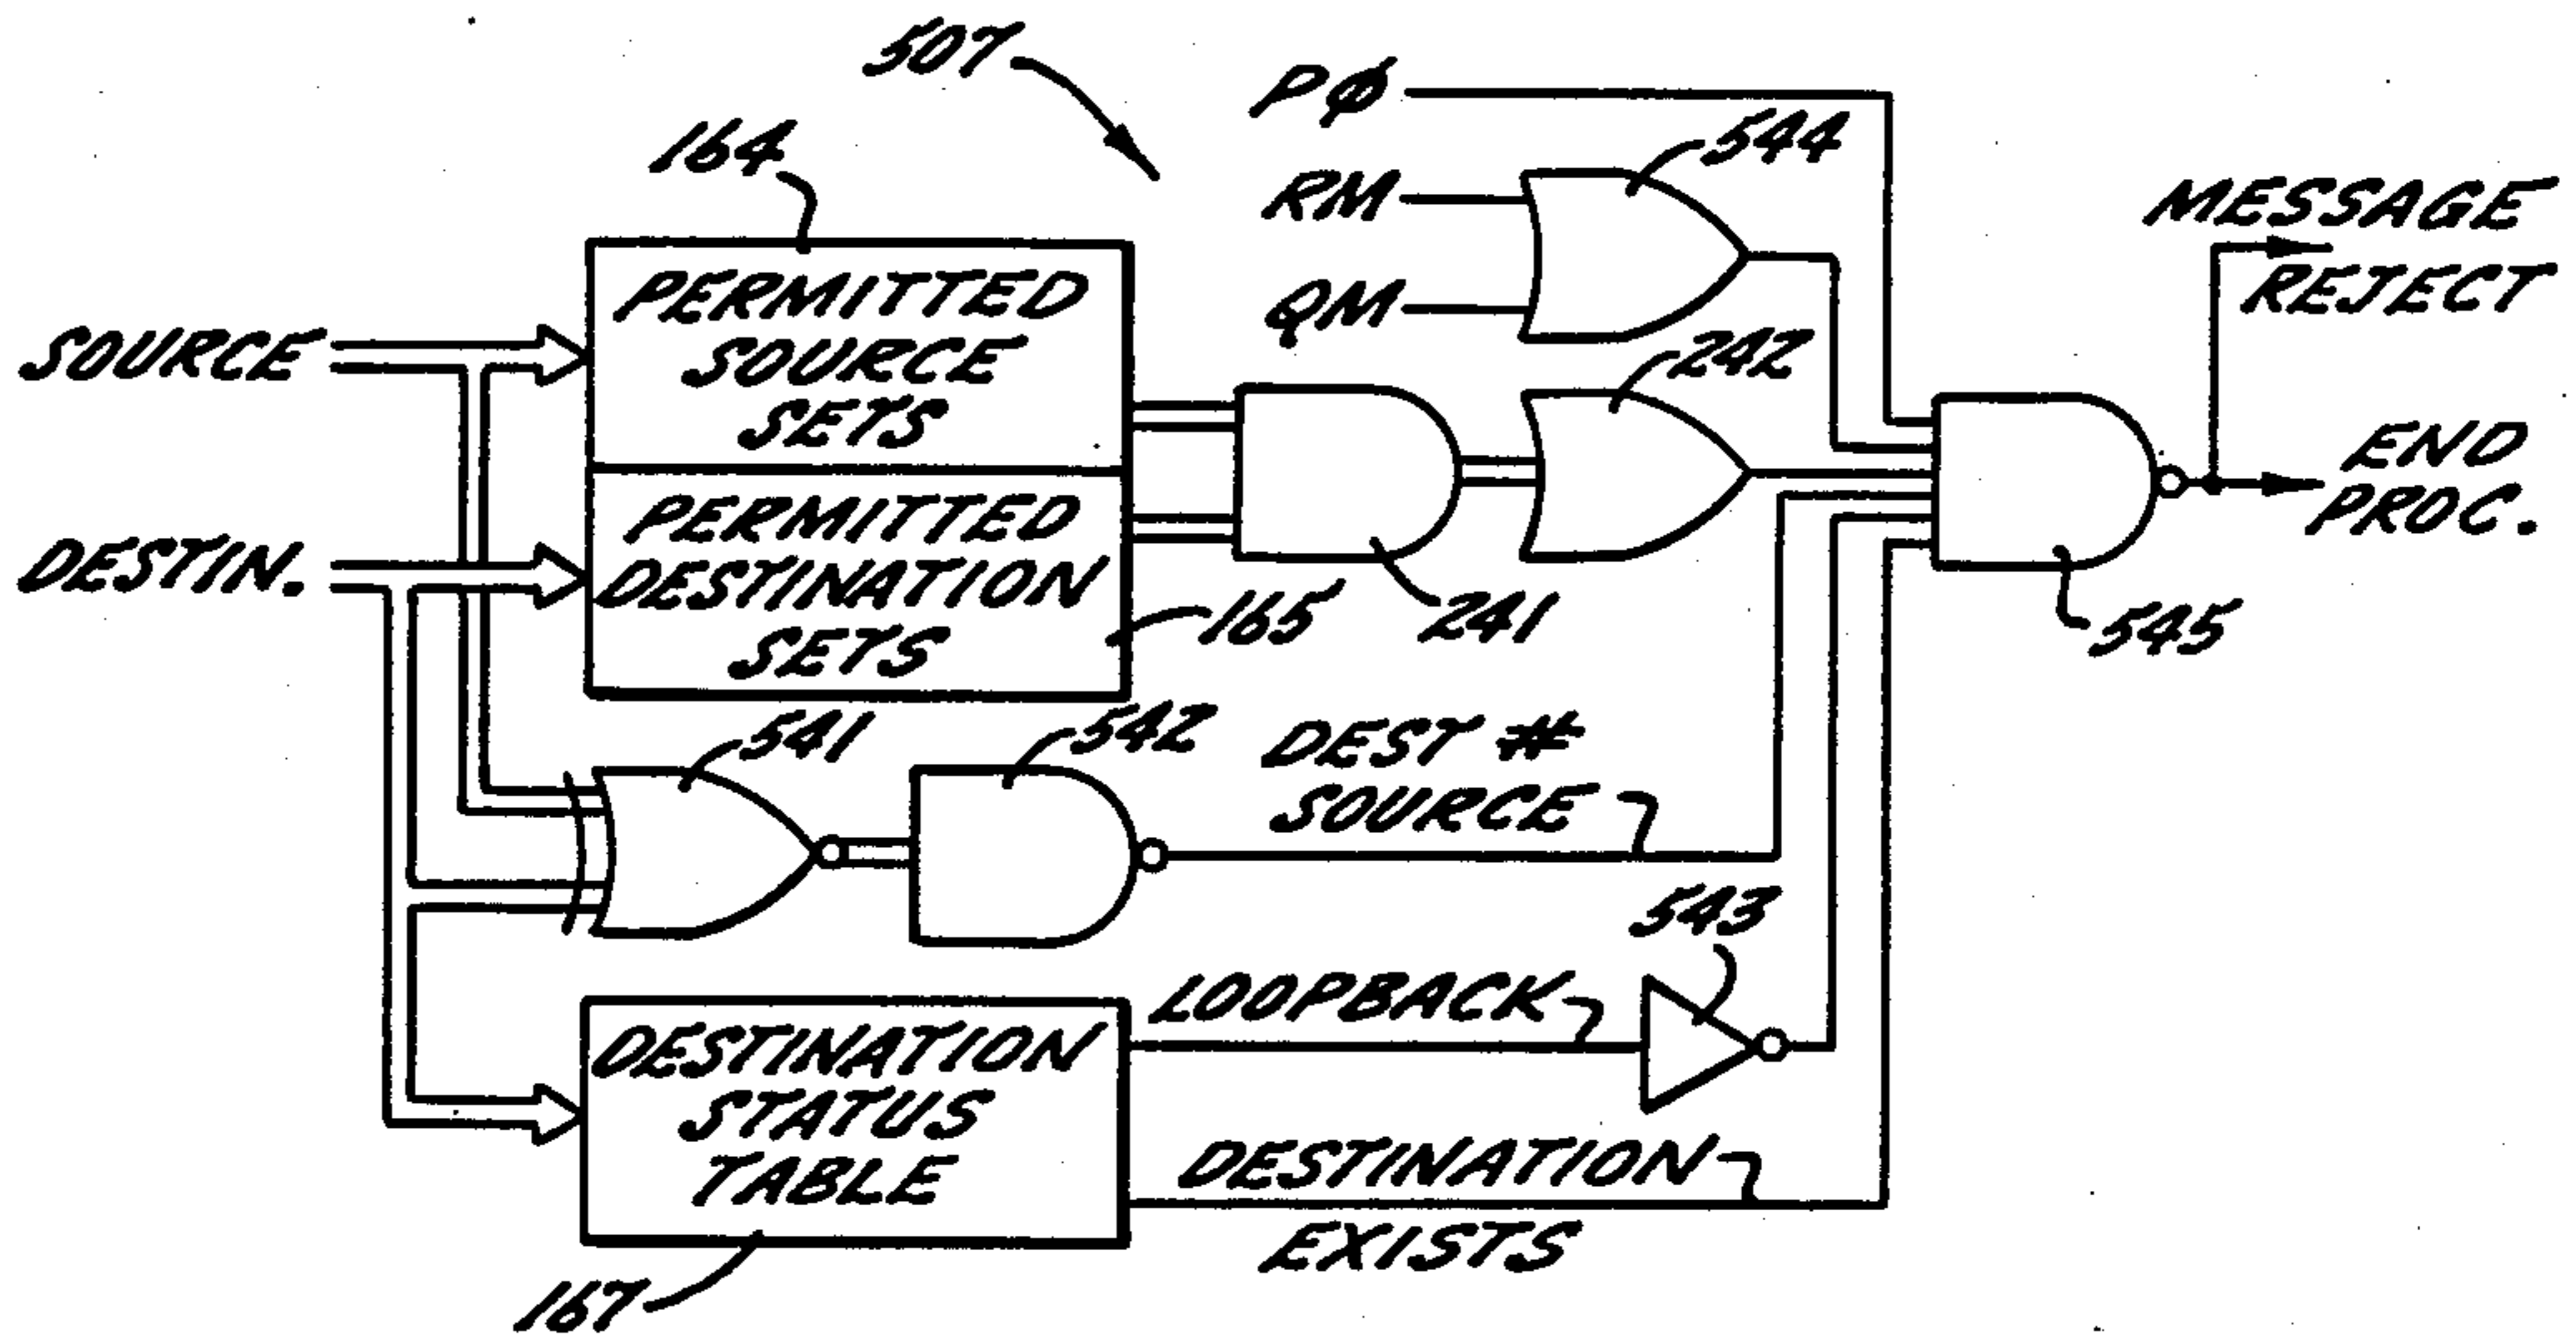 507
PØ
164
544
RM
MESSAGE
REJECT
PERMITTED
SOURCE
SETS
QM
SOURCE
242
END
PROC.
PERMITTED
DESTINATION
SETS
DESTIN.
165
241
545
541
542
DEST #
SOURCE
543
LOOPBACK
DESTINATION
STATUS
TABLE
DESTINATION
EXISTS
167